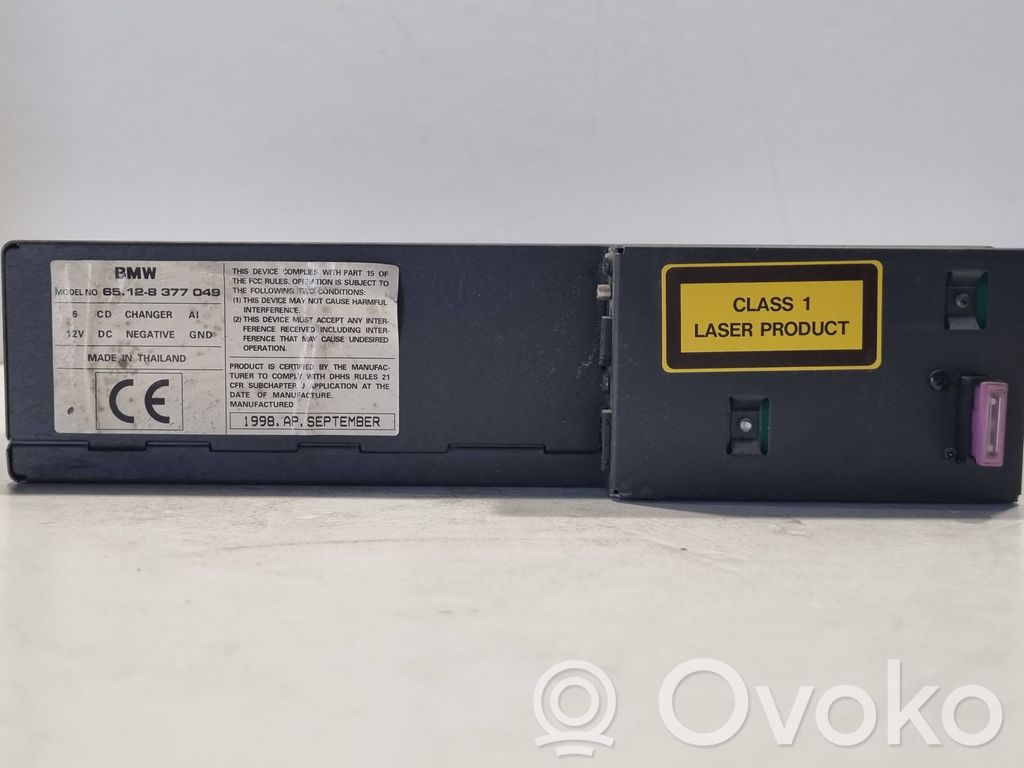 BMW
MODEL NO 65.12-8 377 049
6 CD CHANGER AI
12V DC NEGATIVE GND
MADE IN THAILAND
CE
THIS DEVICE COMPLIES WITH PART 15 OF
THE FCC RULES. OPERATION IS SUBJECT TO
THE FOLLOWING TWO CONDITIONS:
(1) THIS DEVICE MAY NOT CAUSE HARMFUL
INTERFERENCE.
(2) THIS DEVICE MUST ACCEPT ANY INTER-
FERENCE RECEIVED INCLUDING INTER-
FERENCE THAT MAY CAUSE UNDESIRED
OPERATION.
PRODUCT IS CERTIFIED BY THE MANUFAC-
TURER TO COMPLY WITH DHHS RULES 21
CFR SUBCHAPTER J APPLICATION AT THE
DATE OF MANUFACTURE.
MANUFACTURED
1998. AP. SEPTEMBER
CLASS 1
LASER PRODUCT
Ovoko